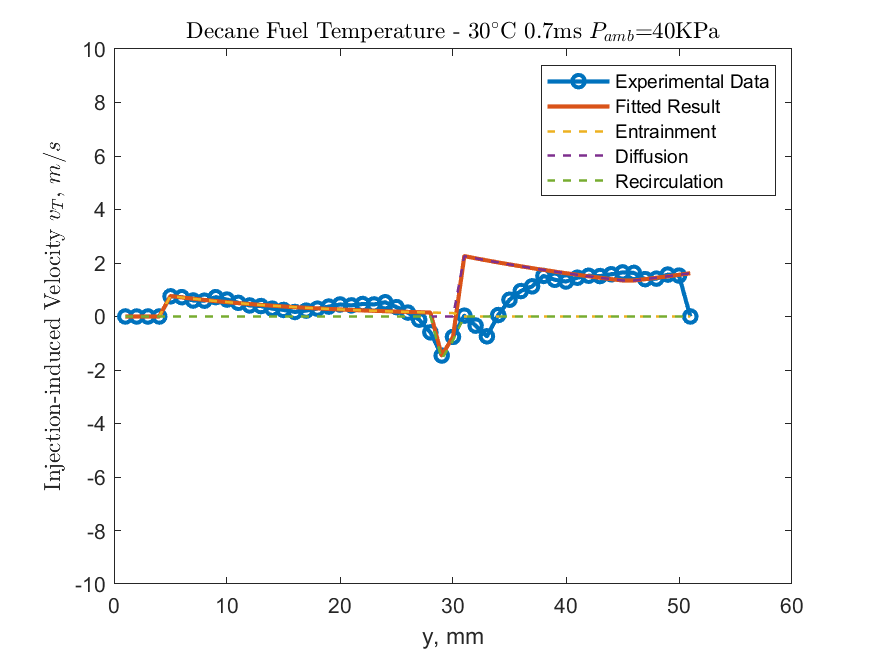 Decane Fuel Temperature - 30°C 0.7ms P_amb=40KPa
10
8
6
4
2
0
-2
-4
-6
-8
-10
Injection-induced Velocity v_T, m/s
Experimental Data
Fitted Result
Entrainment
Diffusion
Recirculation
0 10 20 30 40 50 60
y, mm